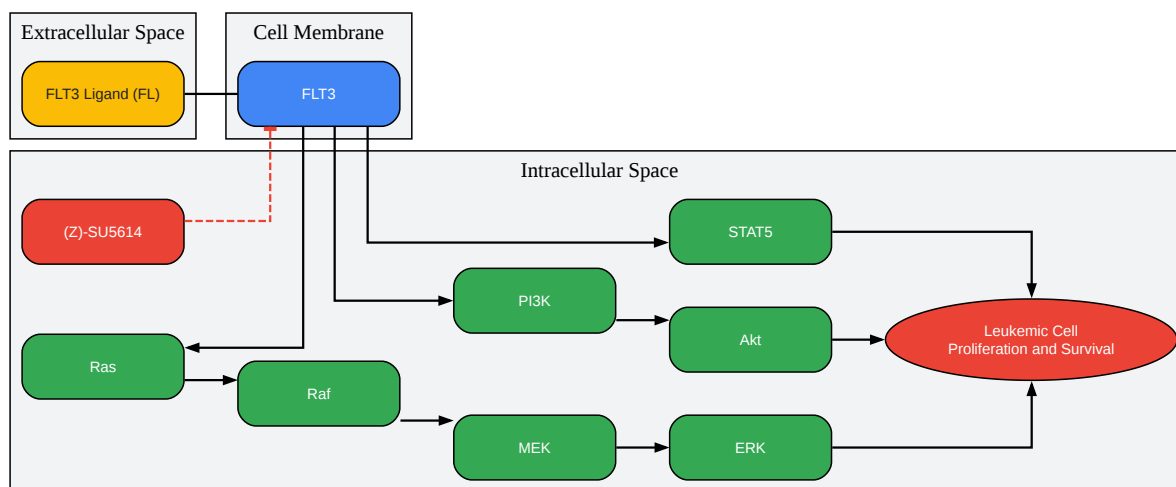 Extracellular Space
Cell Membrane
FLT3 Ligand (FL)
FLT3
Intracellular Space
(Z)-SU5614
STAT5
PI3K
Akt
Leukemic Cell
Proliferation and Survival
Ras
Raf
MEK
ERK